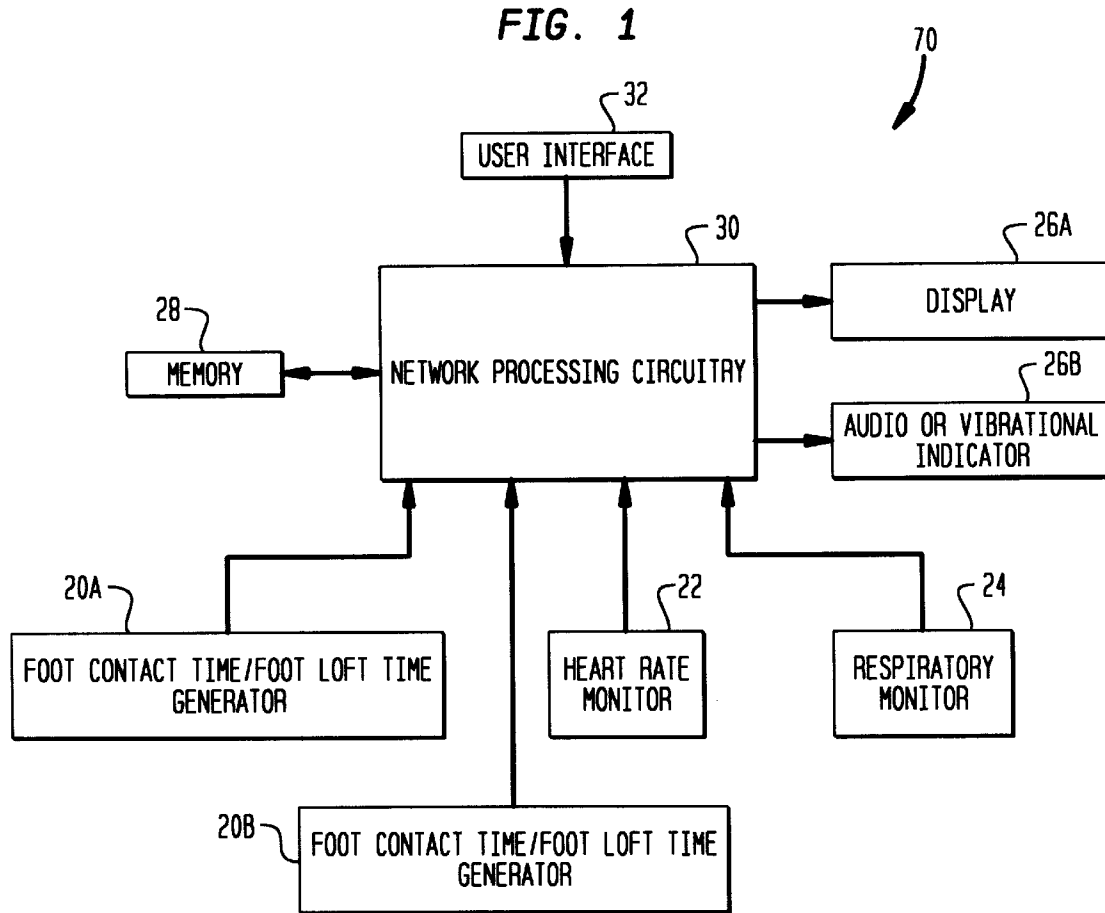 FIG. 1
70
32
USER INTERFACE
30
26A
DISPLAY
28
MEMORY
NETWORK PROCESSING CIRCUITRY
26B
AUDIO OR VIBRATIONAL
INDICATOR
20A
FOOT CONTACT TIME/FOOT LOFT TIME
GENERATOR
22
HEART RATE
MONITOR
24
RESPIRATORY
MONITOR
20B
FOOT CONTACT TIME/FOOT LOFT TIME
GENERATOR